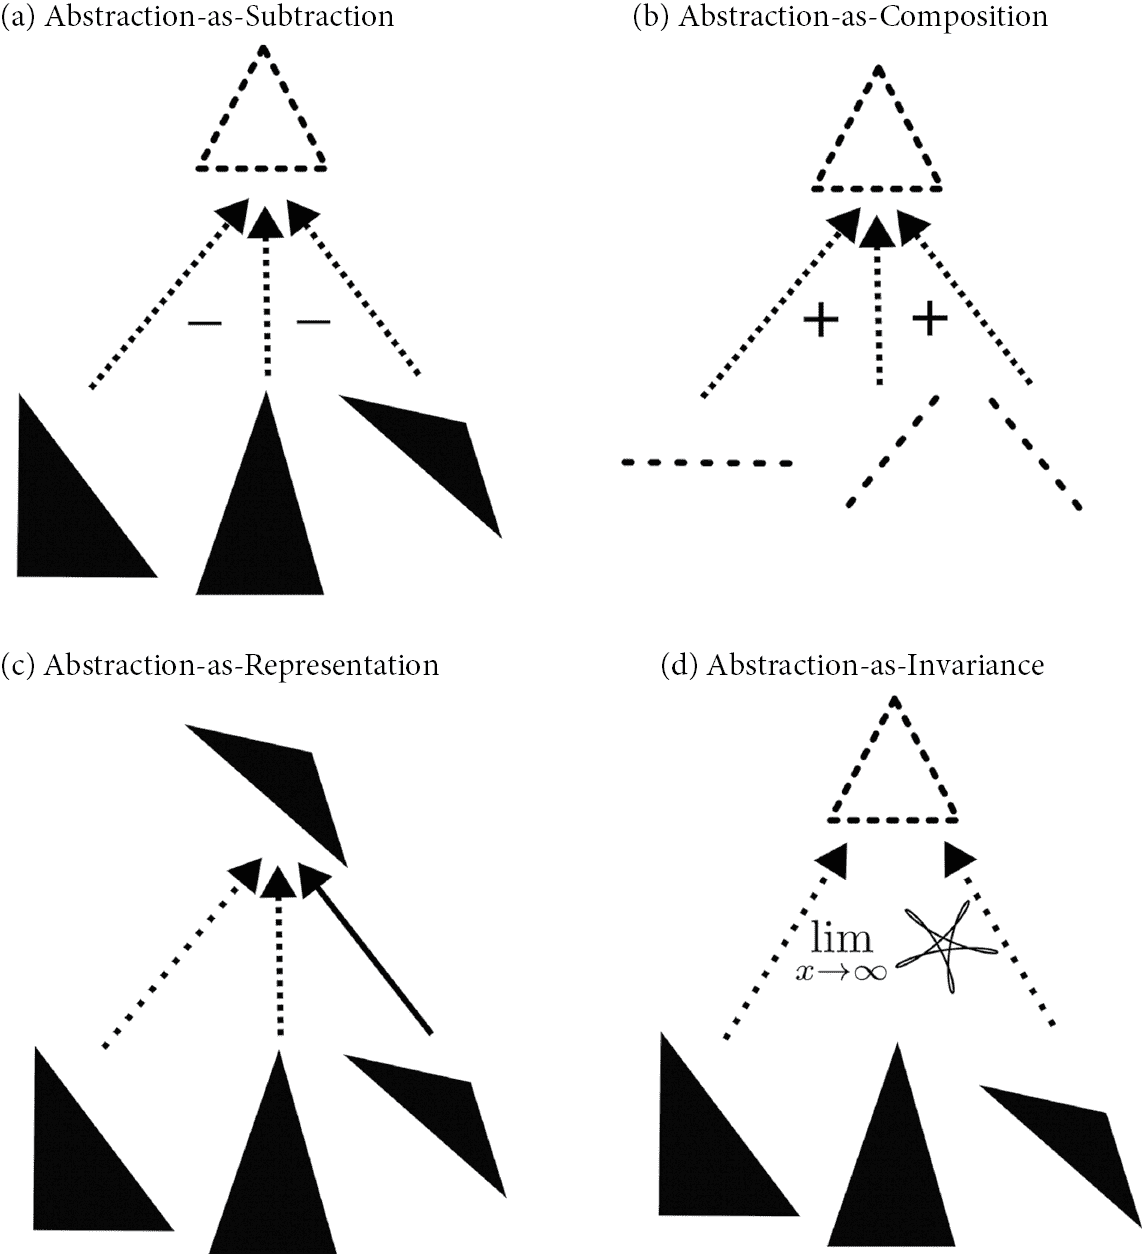 (a) Abstraction-as-Subtraction
(b) Abstraction-as-Composition
− −
+ +
(c) Abstraction-as-Representation
(d) Abstraction-as-Invariance
lim
x→∞